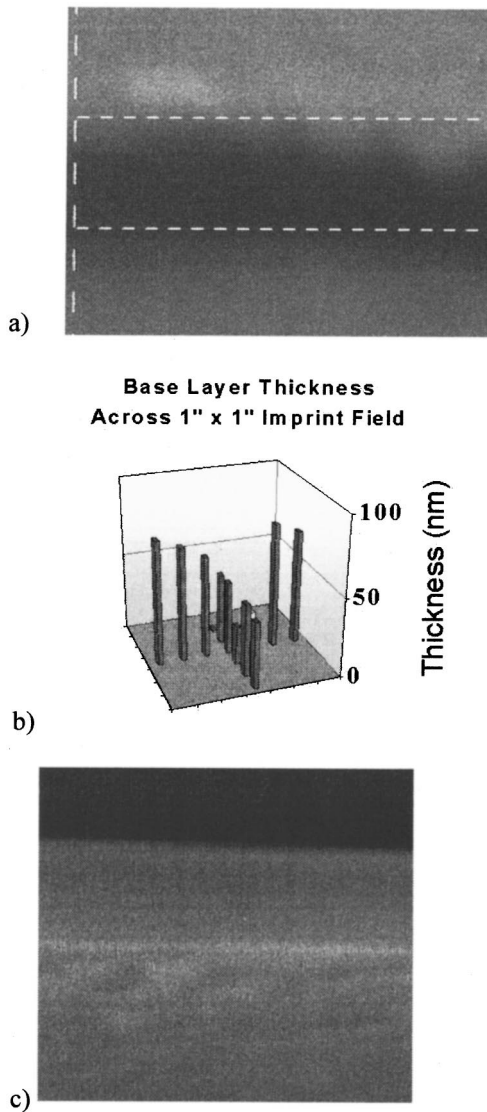 a)
Base Layer Thickness
Across 1" x 1" Imprint Field
100
50
0
Thickness (nm)
b)
c)